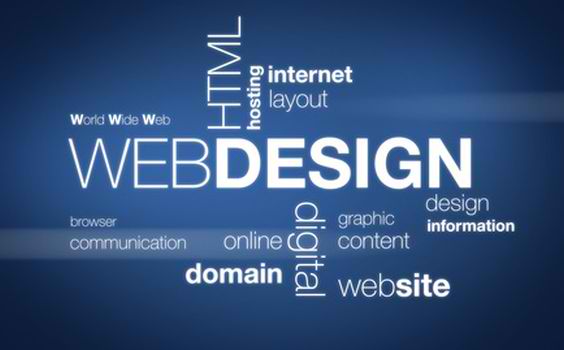 HTML
hosting
internet
layout
World Wide Web
WEBDESIGN
browser
communication
online
domain
digital
graphic
content
website
design
information